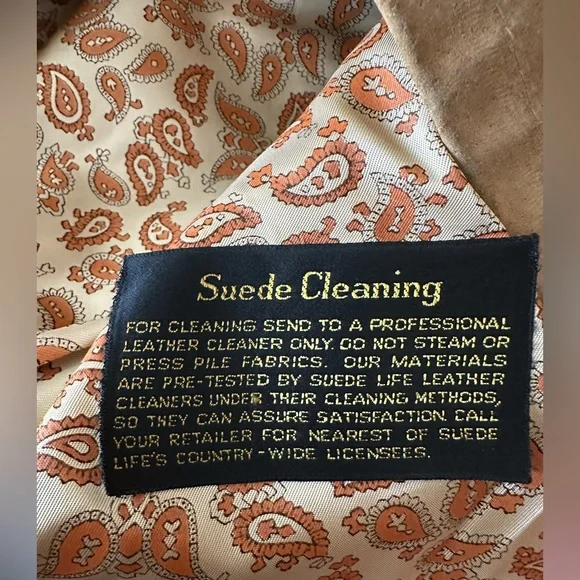 Suede Cleaning
FOR CLEANING SEND TO A PROFESSIONAL
LEATHER CLEANER ONLY. DO NOT STEAM OR
PRESS PILE FABRICS. OUR MATERIALS
ARE PRE-TESTED BY SUEDE LIFE LEATHER
CLEANERS UNDER THEIR CLEANING METHODS,
SO THEY CAN ASSURE SATISFACTION. CALL
YOUR RETAILER FOR NEAREST OF SUEDE
LIFE'S COUNTRY-WIDE LICENSEES.